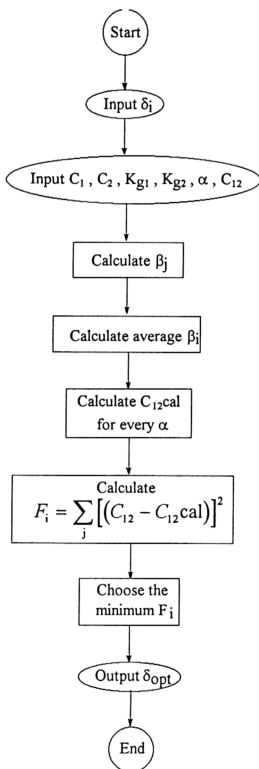 Start
Input δi
Input C1 , C2 , Kg1 , Kg2 , α , C12
Calculate βj
Calculate average βi
Calculate C12cal
for every α
Calculate
Fi = ∑j [(C12 − C12cal)]²
Choose the
minimum Fi
Output δopt
End